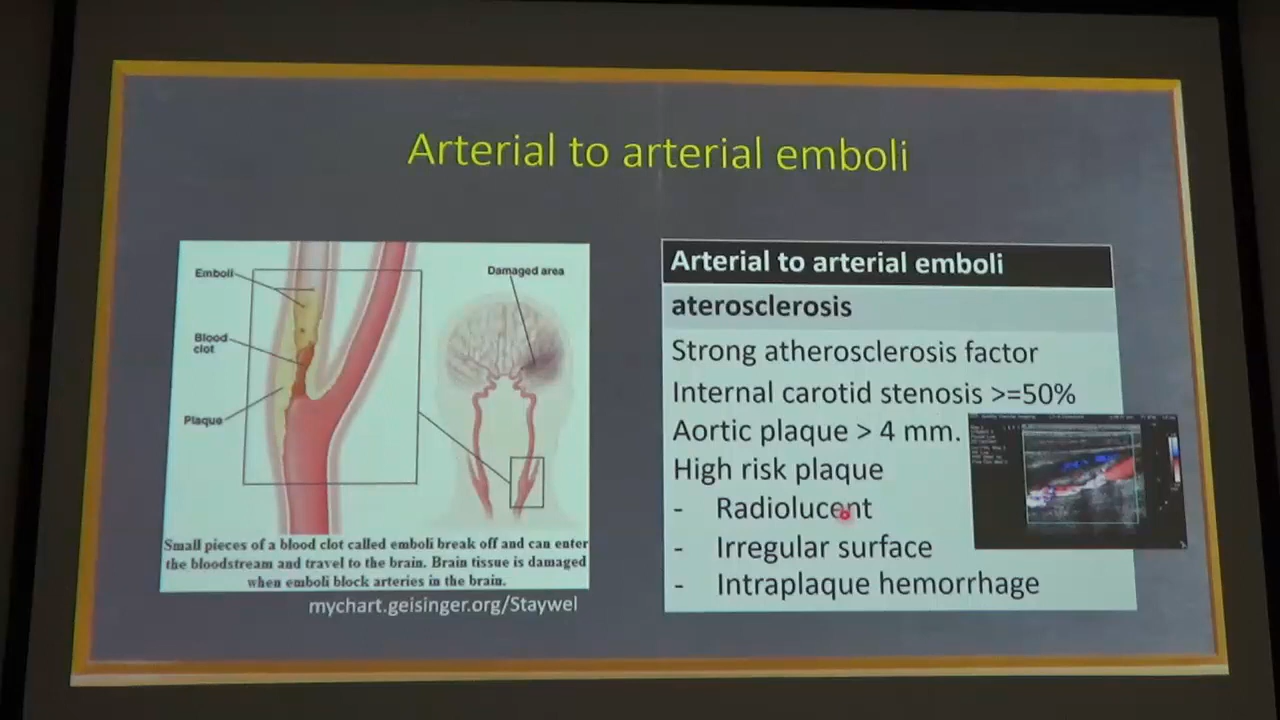 Arterial to arterial emboli
Emboli
Blood
clot
Plaque
Damaged area
Small pieces of a blood clot called emboli break off and can enter
the bloodstream and travel to the brain. Brain tissue is damaged
when emboli block arteries in the brain.
mychart.geisinger.org/Staywel
Arterial to arterial emboli
aterosclerosis
Strong atherosclerosis factor
Internal carotid stenosis >=50%
Aortic plaque > 4 mm.
High risk plaque
- Radiolucent
- Irregular surface
- Intraplaque hemorrhage